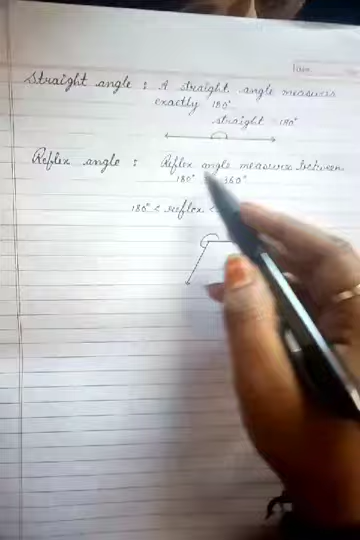 Date
Straight angle : A straight angle measures
exactly 180°
straight = 180°
Reflex angle : Reflex angle measures between
180° 360°
180° < reflex <